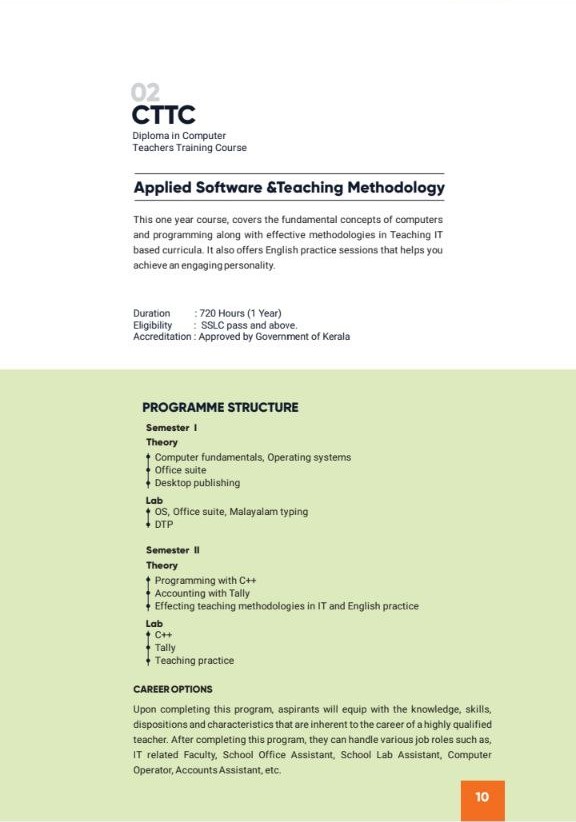 02
CTTC
Diploma in Computer
Teachers Training Course
Applied Software &Teaching Methodology
This one year course, covers the fundamental concepts of computers
and programming along with effective methodologies in Teaching IT
based curricula. It also offers English practice sessions that helps you
achieve an engaging personality.
Duration : 720 Hours (1 Year)
Eligibility : SSLC pass and above.
Accreditation : Approved by Government of Kerala
PROGRAMME STRUCTURE
Semester I
Theory
Computer fundamentals, Operating systems
Office suite
Desktop publishing
Lab
OS, Office suite, Malayalam typing
DTP
Semester II
Theory
Programming with C++
Accounting with Tally
Effecting teaching methodologies in IT and English practice
Lab
C++
Tally
Teaching practice
CAREER OPTIONS
Upon completing this program, aspirants will equip with the knowledge, skills,
dispositions and characteristics that are inherent to the career of a highly qualified
teacher. After completing this program, they can handle various job roles such as,
IT related Faculty, School Office Assistant, School Lab Assistant, Computer
Operator, Accounts Assistant, etc.
10